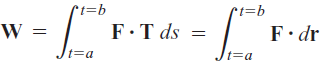 W = ∫_{t=a}^{t=b} F · T ds = ∫_{t=a}^{t=b} F · dr